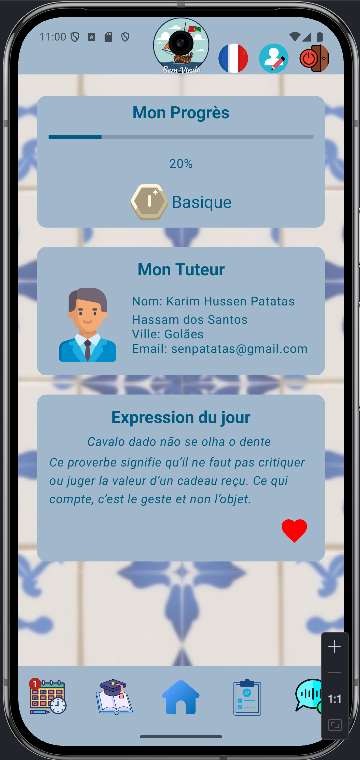 11:00
Bem-Vindo
Mon Progrès
20%
I
Basique
Mon Tuteur
Nom: Karim Hussen Patatas
Hassam dos Santos
Ville: Golães
Email: senpatatas@gmail.com
Expression du jour
Cavalo dado não se olha o dente
Ce proverbe signifie qu'il ne faut pas critiquer
ou juger la valeur d'un cadeau reçu. Ce qui
compte, c'est le geste et non l'objet.
1
1:1